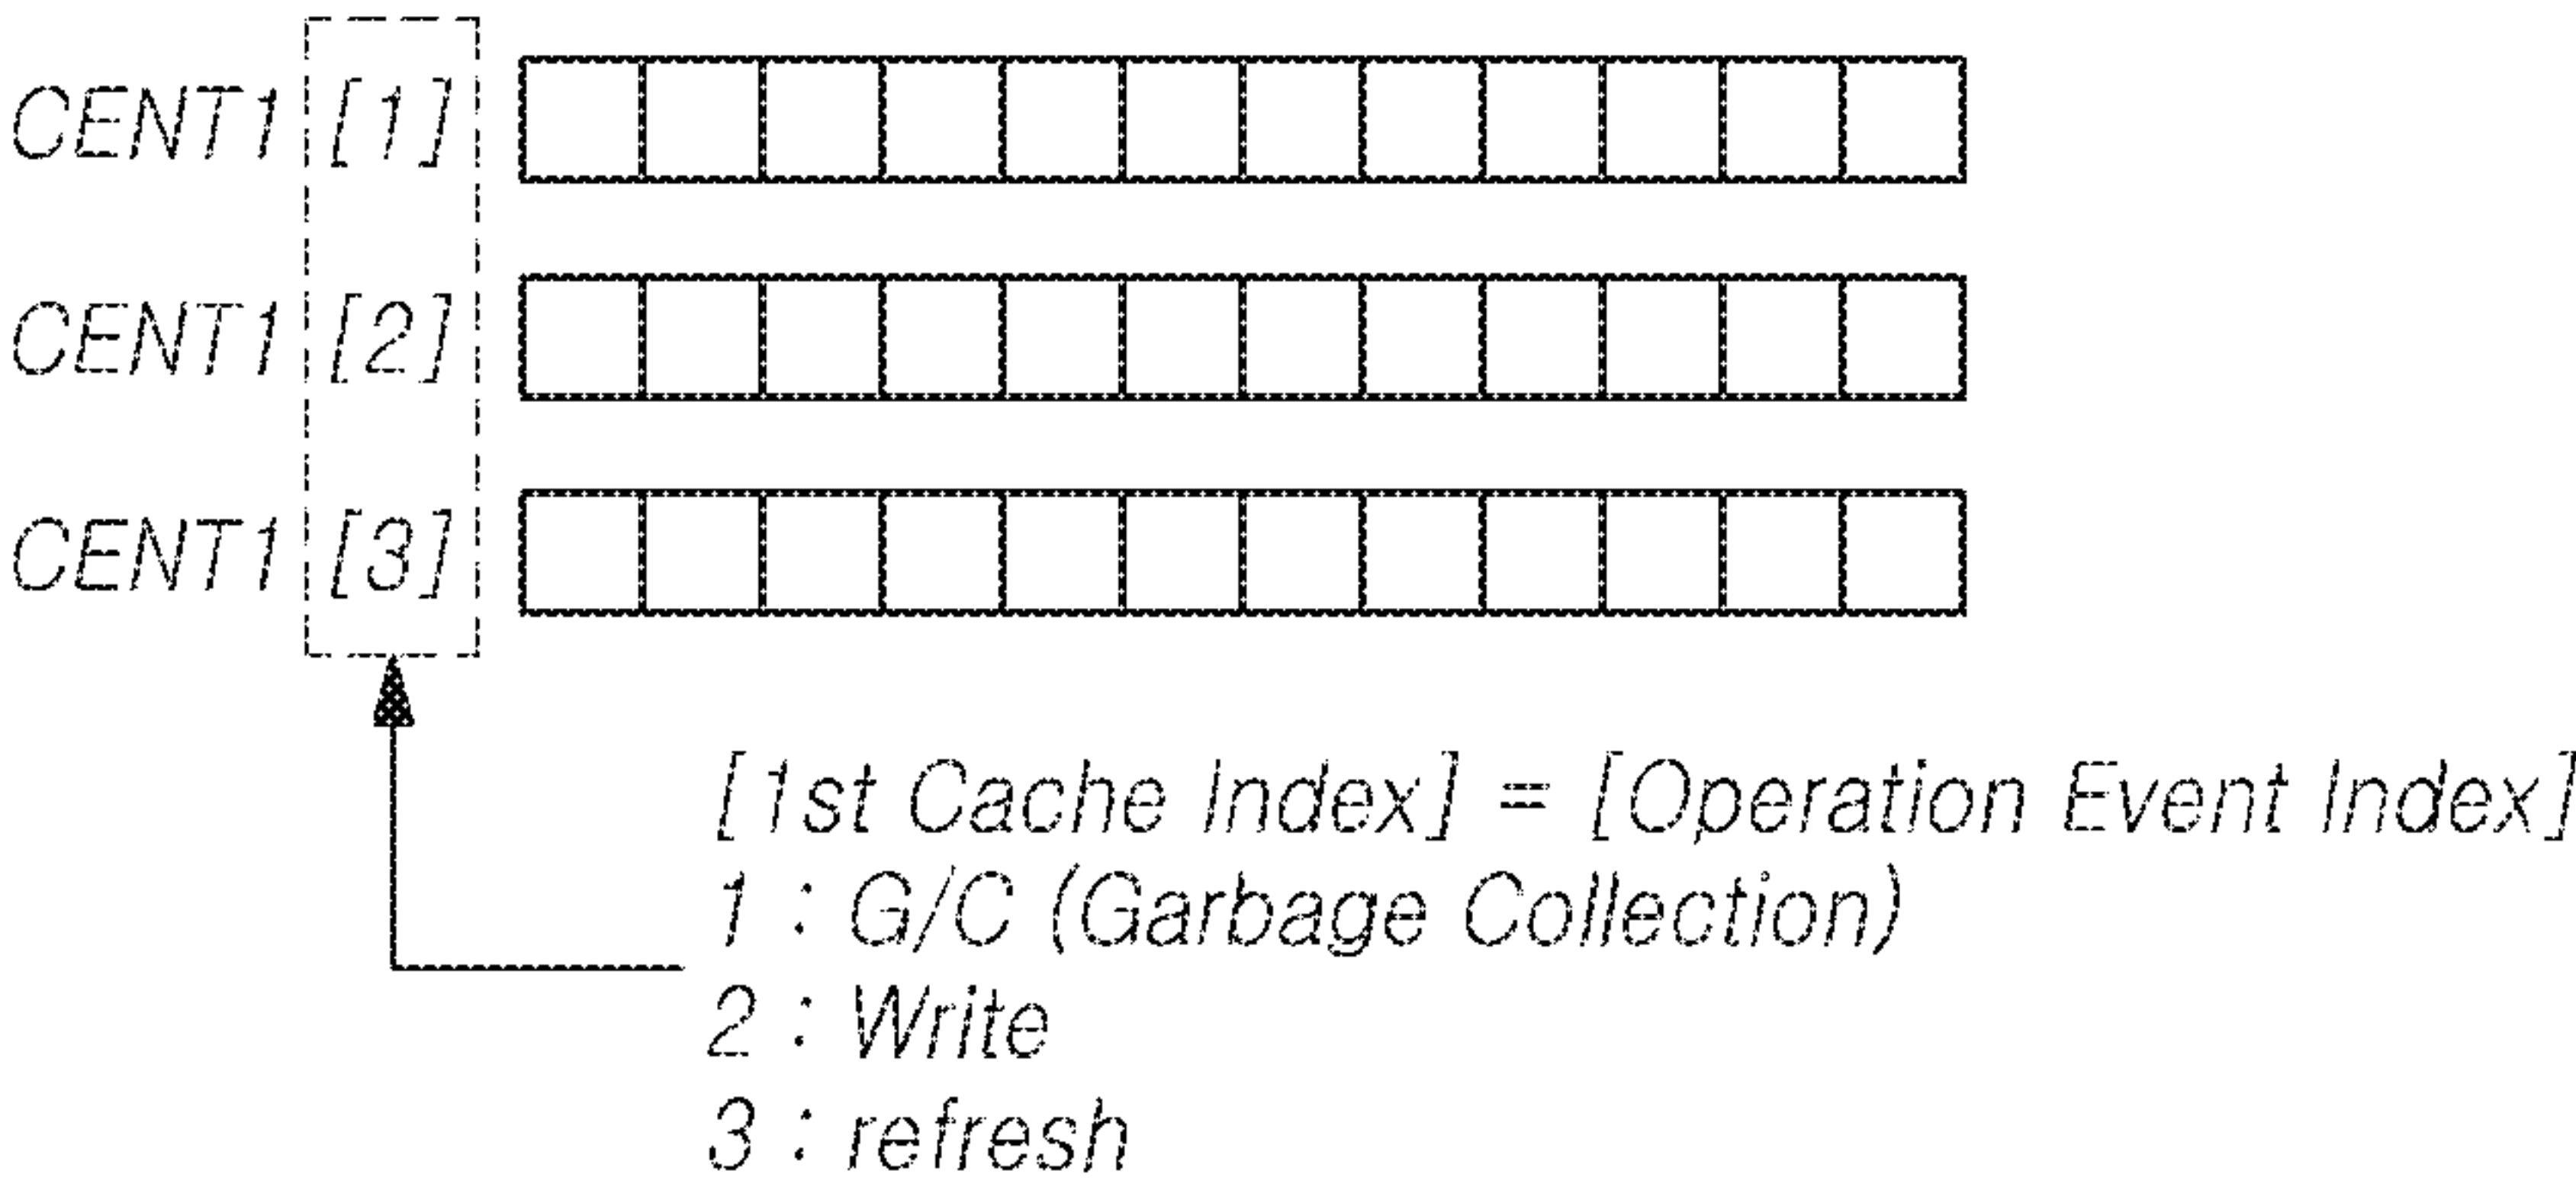 CENT1 [1]
CENT1 [2]
CENT1 [3]
[1st Cache Index] = [Operation Event Index]
1 : G/C (Garbage Collection)
2 : Write
3 : refresh